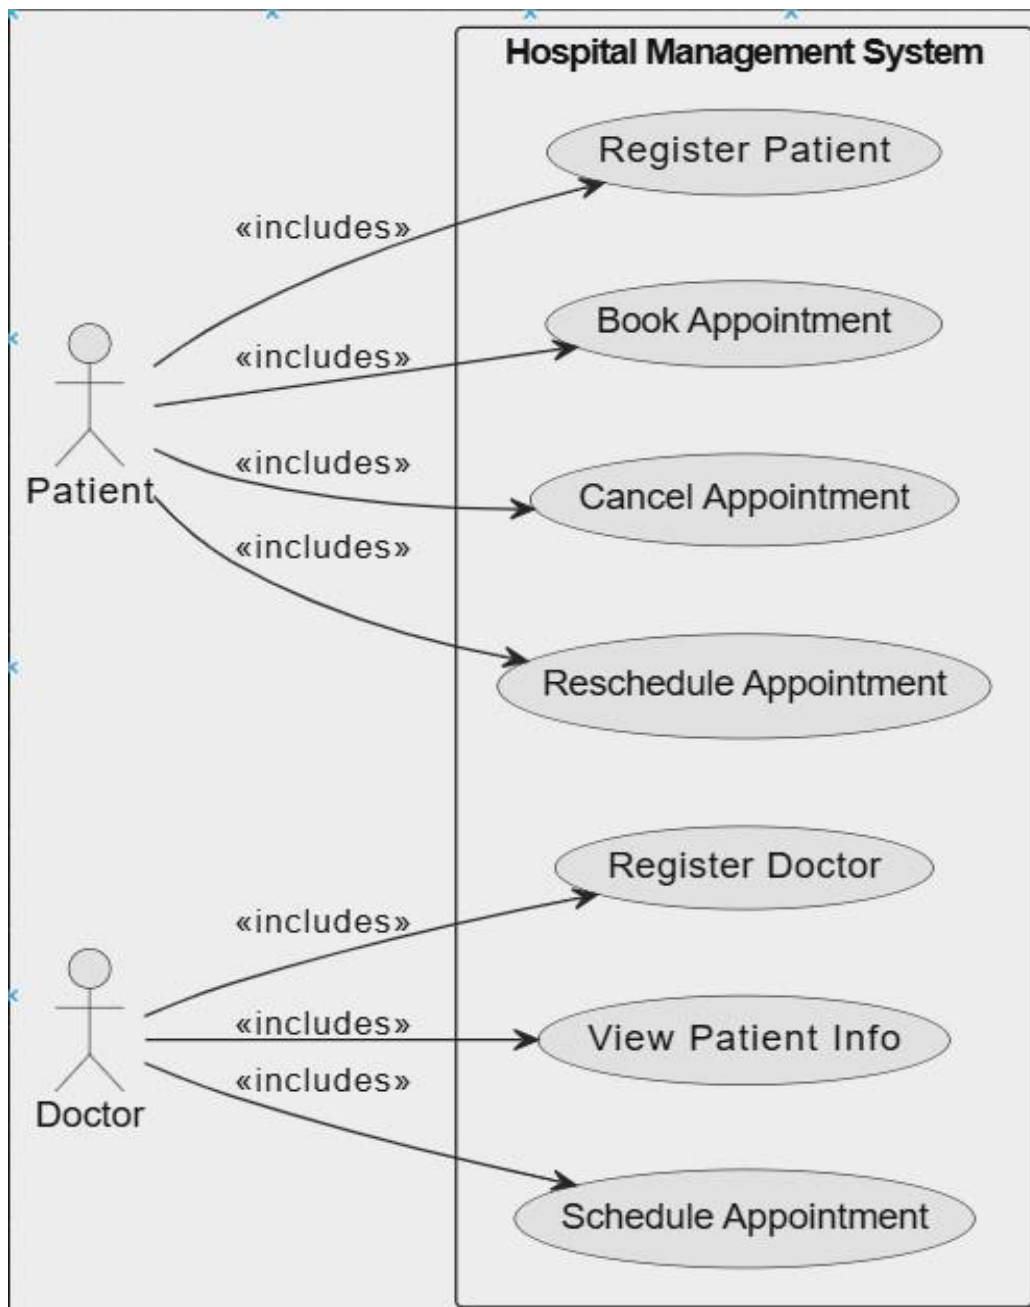 Hospital Management System
Register Patient
«includes»
Book Appointment
«includes»
Cancel Appointment
«includes»
Patient
«includes»
Reschedule Appointment
Register Doctor
«includes»
«includes»
View Patient Info
«includes»
Doctor
Schedule Appointment